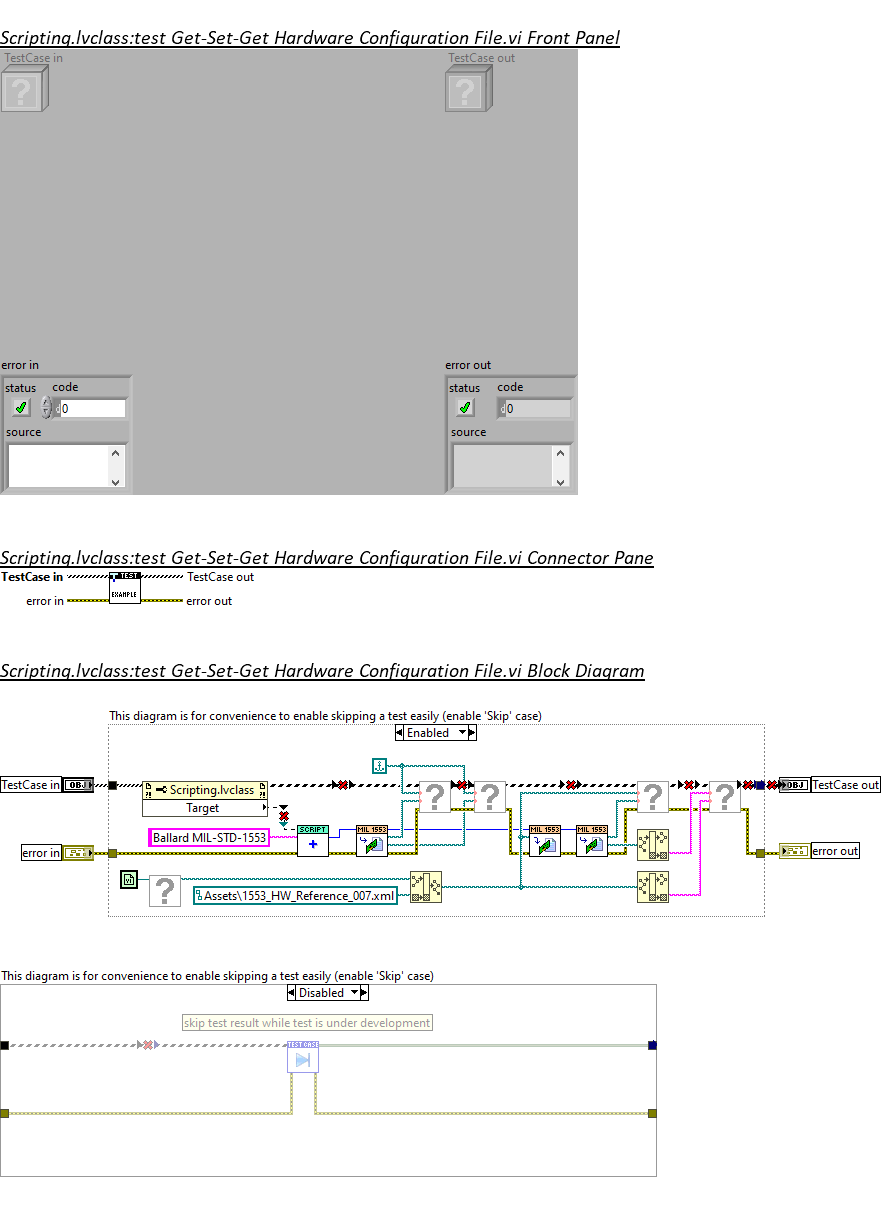 Scripting.lvclass:test Get-Set-Get Hardware Configuration File.vi Front Panel
TestCase in
TestCase out
? ?
error in
error out
status code
status code
d 0
d 0
source
source
Scripting.lvclass:test Get-Set-Get Hardware Configuration File.vi Connector Pane
TestCase in
TEST
EXAMPLE
TestCase out
error in
error out
Scripting.lvclass:test Get-Set-Get Hardware Configuration File.vi Block Diagram
This diagram is for convenience to enable skipping a test easily (enable 'Skip' case)
Enabled
TestCase in
OBJ
Scripting.lvclass
Target
? ? ? ?
OBJ
TestCase out
Ballard MIL-STD-1553
SCRIPT
+
MIL 1553
MIL 1553
MIL 1553
error in
error out
vi
?
Assets\1553_HW_Reference_007.xml
This diagram is for convenience to enable skipping a test easily (enable 'Skip' case)
Disabled
skip test result while test is under development
TEST CASE